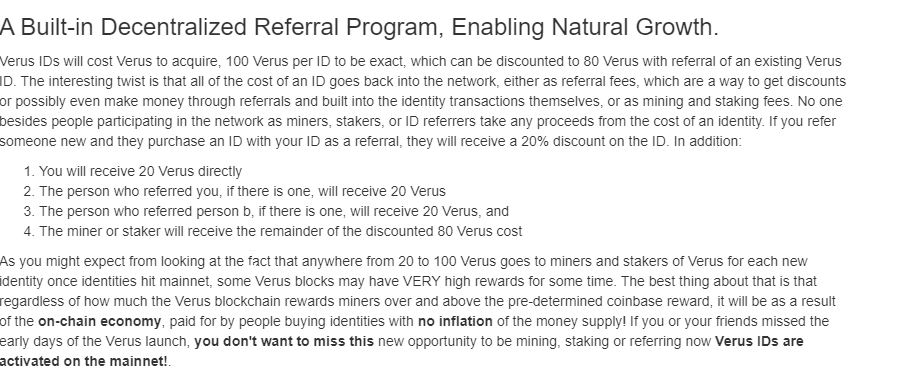 A Built-in Decentralized Referral Program, Enabling Natural Growth.
Verus IDs will cost Verus to acquire, 100 Verus per ID to be exact, which can be discounted to 80 Verus with referral of an existing Verus
ID. The interesting twist is that all of the cost of an ID goes back into the network, either as referral fees, which are a way to get discounts
or possibly even make money through referrals and built into the identity transactions themselves, or as mining and staking fees. No one
besides people participating in the network as miners, stakers, or ID referrers take any proceeds from the cost of an identity. If you refer
someone new and they purchase an ID with your ID as a referral, they will receive a 20% discount on the ID. In addition:
1. You will receive 20 Verus directly
2. The person who referred you, if there is one, will receive 20 Verus
3. The person who referred person b, if there is one, will receive 20 Verus, and
4. The miner or staker will receive the remainder of the discounted 80 Verus cost
As you might expect from looking at the fact that anywhere from 20 to 100 Verus goes to miners and stakers of Verus for each new
identity once identities hit mainnet, some Verus blocks may have VERY high rewards for some time. The best thing about that is that
regardless of how much the Verus blockchain rewards miners over and above the pre-determined coinbase reward, it will be as a result
of the on-chain economy, paid for by people buying identities with no inflation of the money supply! If you or your friends missed the
early days of the Verus launch, you don't want to miss this new opportunity to be mining, staking or referring now Verus IDs are
activated on the mainnet!.